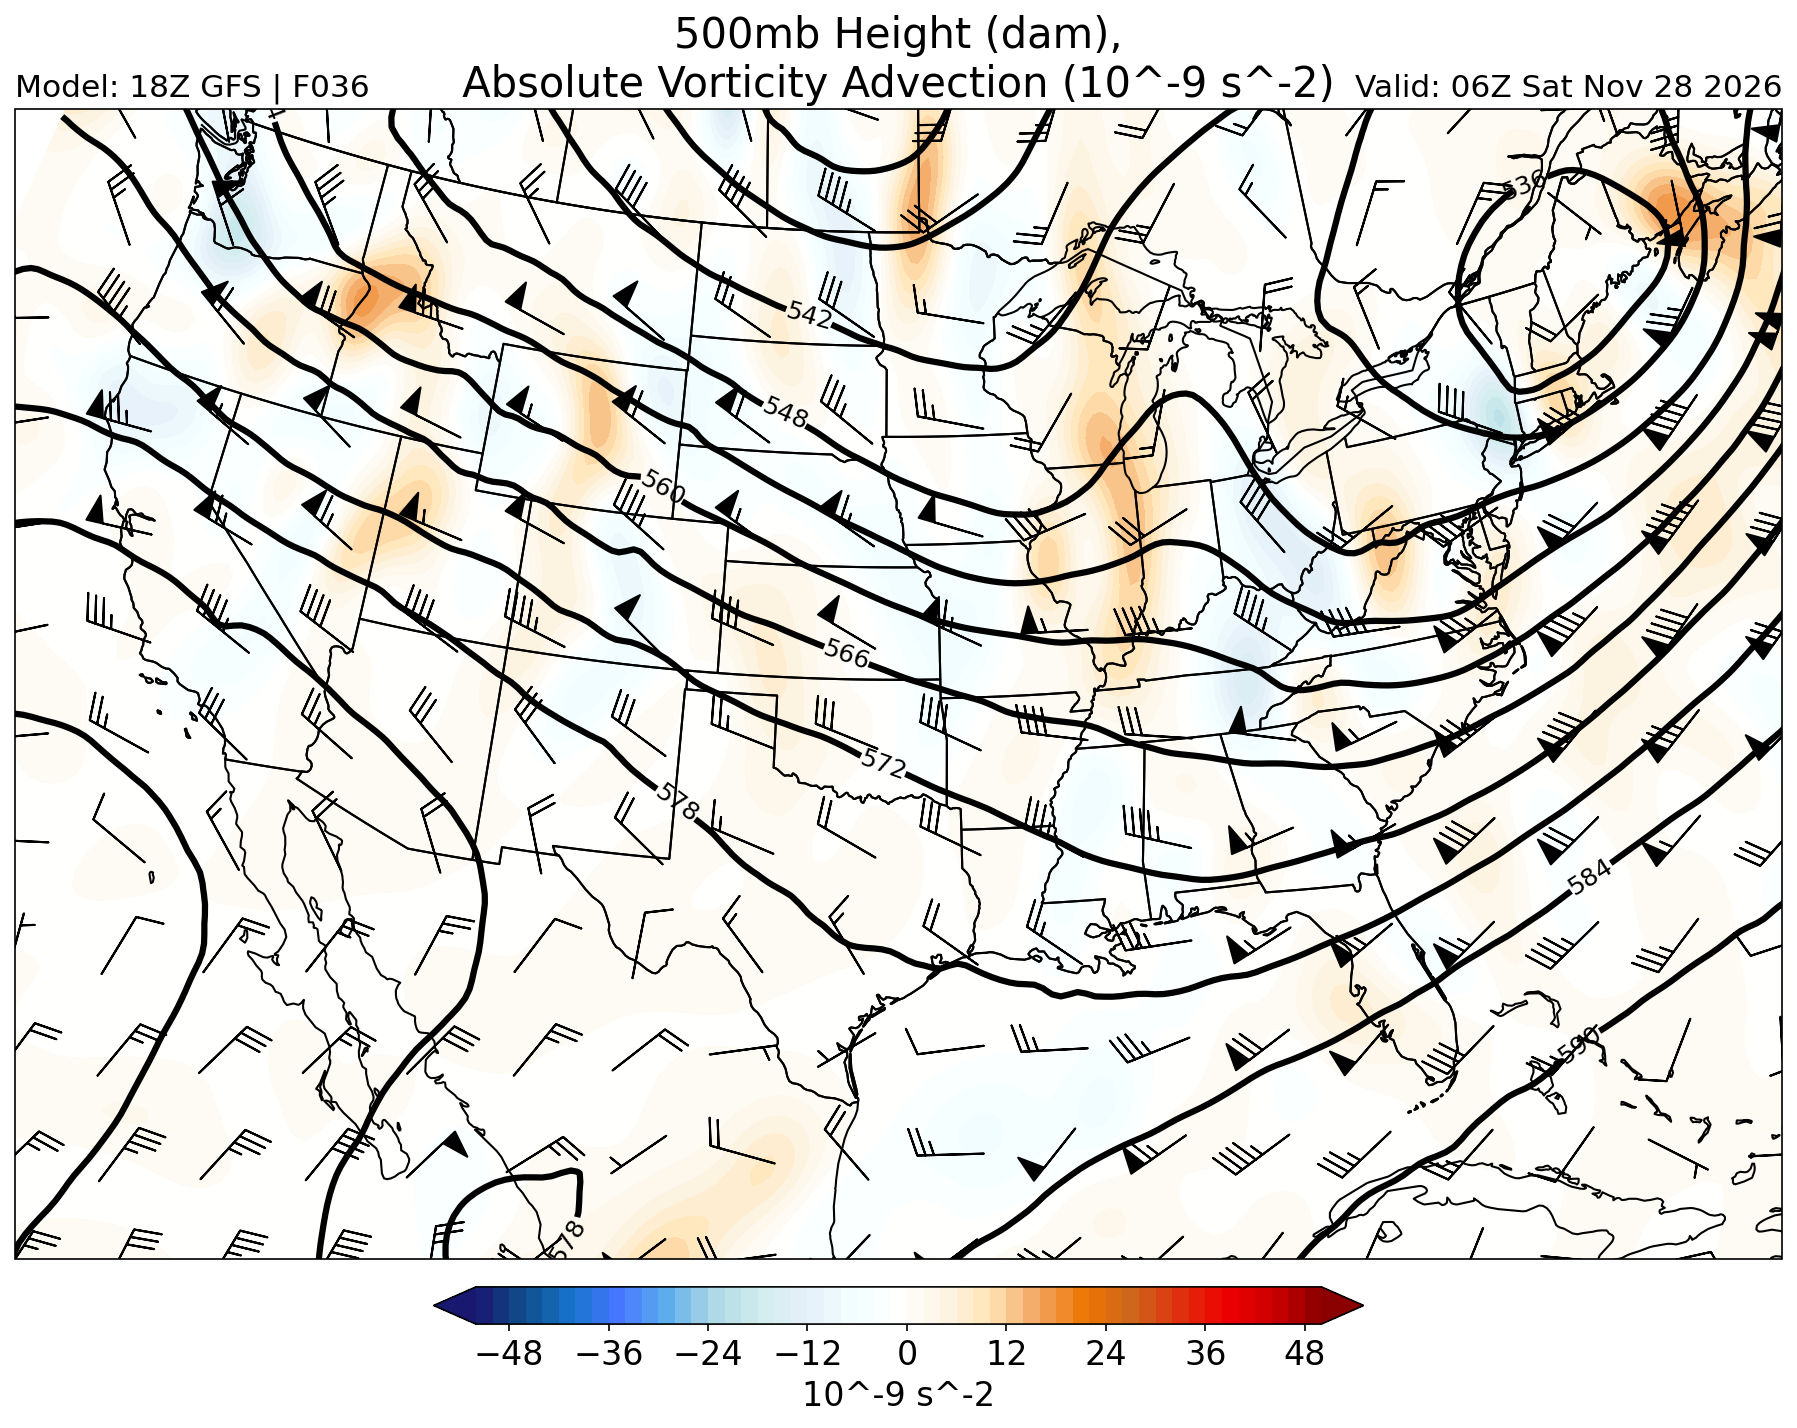 500mb Height (dam),
Absolute Vorticity Advection (10^-9 s^-2)
Model: 18Z GFS | F036
Valid: 06Z Sat Nov 28 2026
536
542
548
560
566
572
578
584
590
578
−48 −36 −24 −12 0 12 24 36 48
10^-9 s^-2